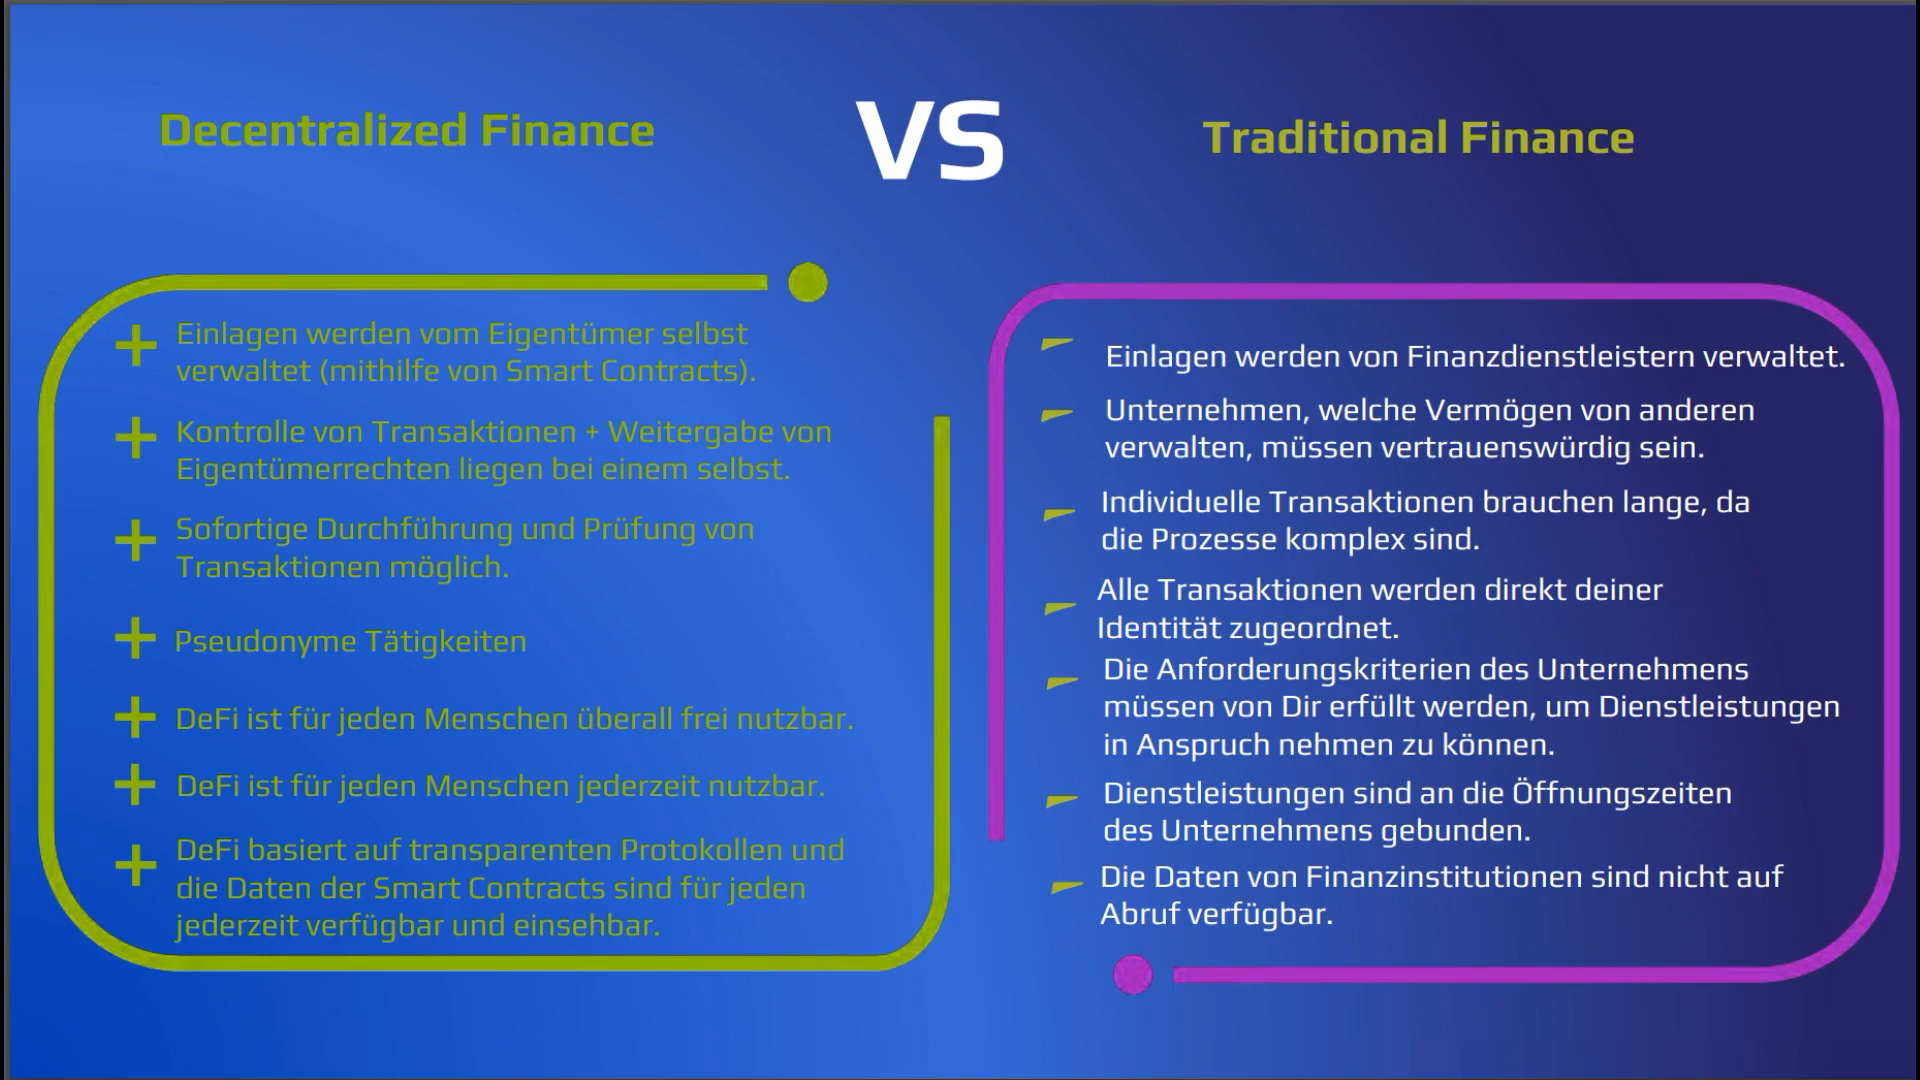 Decentralized Finance
VS
Traditional Finance
Einlagen werden vom Eigentümer selbst
verwaltet (mithilfe von Smart Contracts).
Kontrolle von Transaktionen + Weitergabe von
Eigentümerrechten liegen bei einem selbst.
Sofortige Durchführung und Prüfung von
Transaktionen möglich.
Pseudonyme Tätigkeiten
DeFi ist für jeden Menschen überall frei nutzbar.
DeFi ist für jeden Menschen jederzeit nutzbar.
DeFi basiert auf transparenten Protokollen und
die Daten der Smart Contracts sind für jeden
jederzeit verfügbar und einsehbar.
Einlagen werden von Finanzdienstleistern verwaltet.
Unternehmen, welche Vermögen von anderen
verwalten, müssen vertrauenswürdig sein.
Individuelle Transaktionen brauchen lange, da
die Prozesse komplex sind.
Alle Transaktionen werden direkt deiner
Identität zugeordnet.
Die Anforderungskriterien des Unternehmens
müssen von Dir erfüllt werden, um Dienstleistungen
in Anspruch nehmen zu können.
Dienstleistungen sind an die Öffnungszeiten
des Unternehmens gebunden.
Die Daten von Finanzinstitutionen sind nicht auf
Abruf verfügbar.